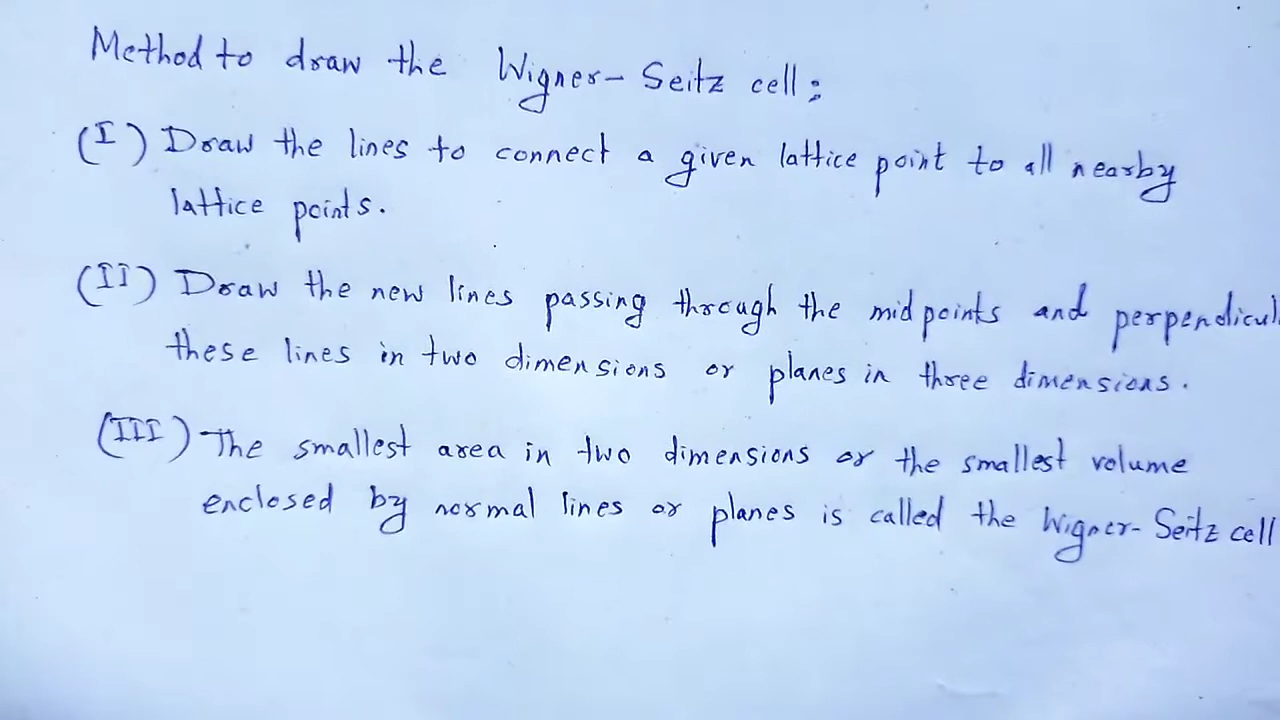 Method to draw the Wigner-Seitz cell:
(I) Draw the lines to connect a given lattice point to all nearby
lattice points.
(II) Draw the new lines passing through the midpoints and perpendicul
these lines in two dimensions or planes in three dimensions.
(III) The smallest area in two dimensions or the smallest volume
enclosed by normal lines or planes is called the Wigner-Seitz cell